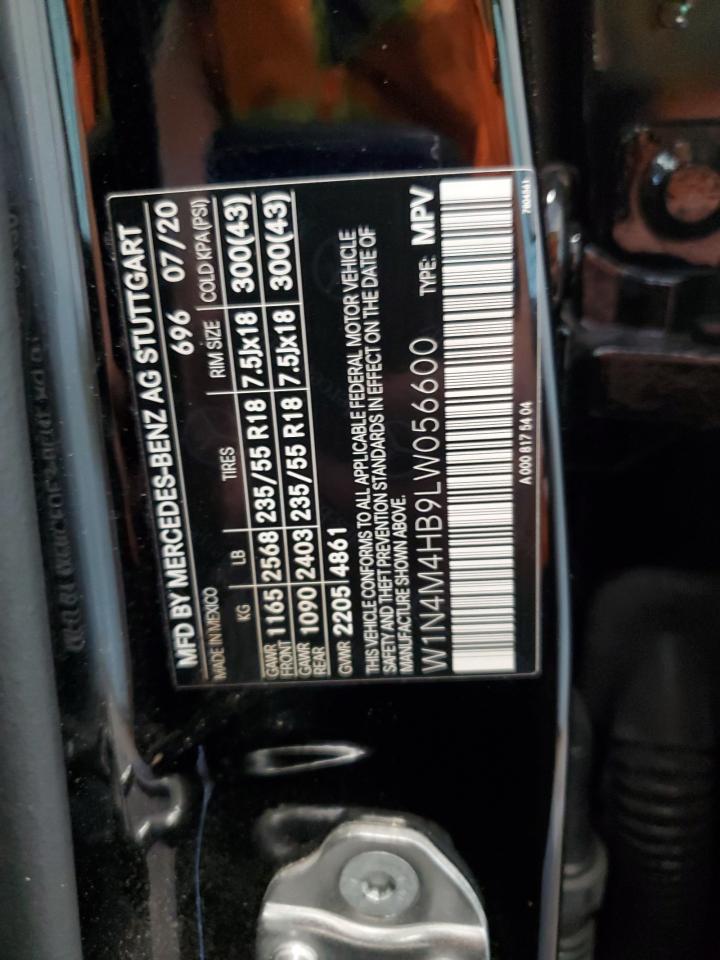 MFD BY MERCEDES-BENZ AG STUTTGART
MADE IN MEXICO 696 07/20
KG LB TIRES RIM SIZE COLD KPA(PSI)
GAWR FRONT 1165 2568 235/55 R18 7.5Jx18 300(43)
GAWR REAR 1090 2403 235/55 R18 7.5Jx18 300(43)
GVWR 2205 4861
THIS VEHICLE CONFORMS TO ALL APPLICABLE FEDERAL MOTOR VEHICLE
SAFETY AND THEFT PREVENTION STANDARDS IN EFFECT ON THE DATE OF
MANUFACTURE SHOWN ABOVE.
W1N4M4HB9LW056600 TYPE: MPV
A 000 817 54 04